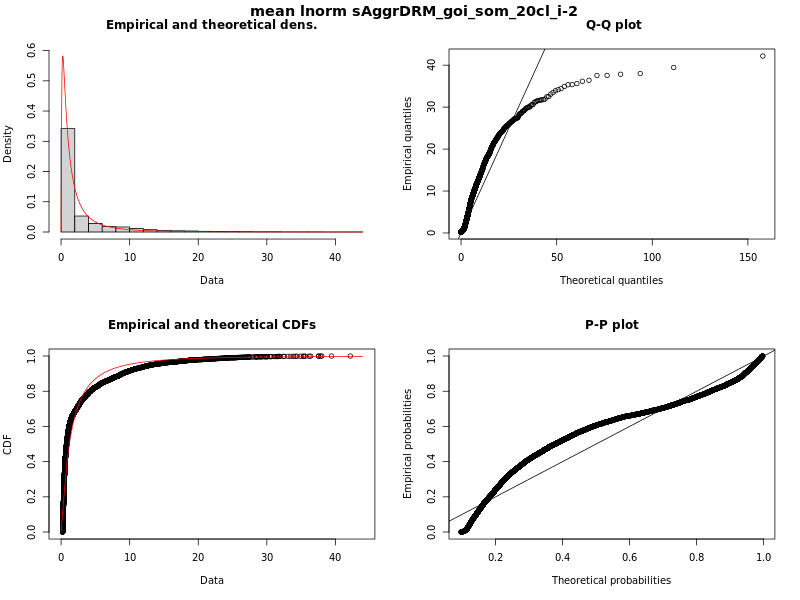 mean lnorm sAggrDRM_goi_som_20cl_i-2
Empirical and theoretical dens.
Density
0.0 0.1 0.2 0.3 0.4 0.5 0.6
0 10 20 30 40
Data
Q-Q plot
Empirical quantiles
0 10 20 30 40
0 50 100 150
Theoretical quantiles
Empirical and theoretical CDFs
CDF
0.0 0.2 0.4 0.6 0.8 1.0
0 10 20 30 40
Data
P-P plot
Empirical probabilities
0.0 0.2 0.4 0.6 0.8 1.0
0.2 0.4 0.6 0.8 1.0
Theoretical probabilities